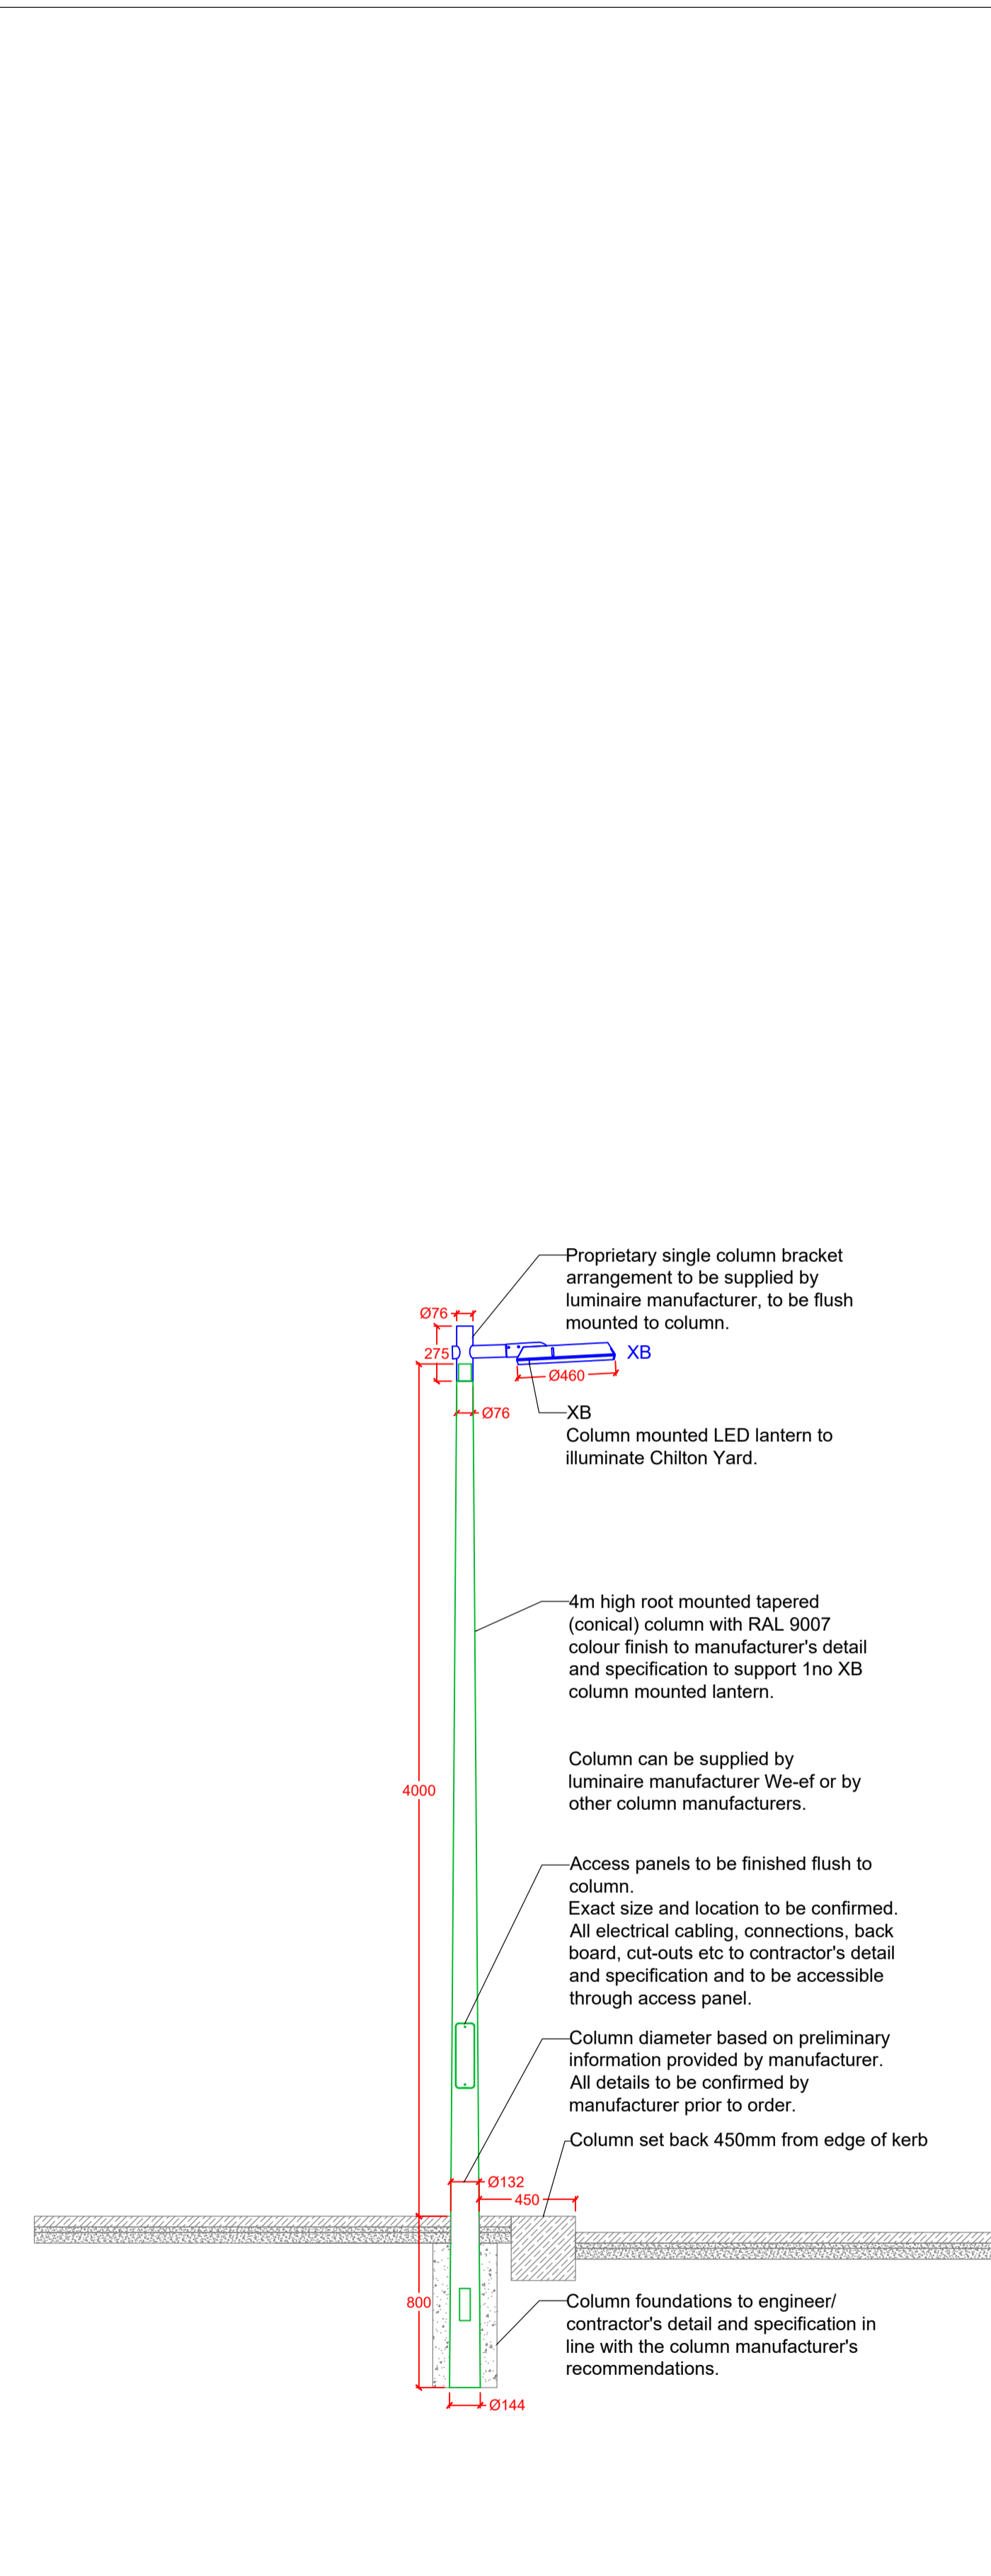 Proprietary single column bracket
arrangement to be supplied by
luminaire manufacturer, to be flush
mounted to column.
Ø76
275
XB
Ø460
Ø76
XB
Column mounted LED lantern to
illuminate Chilton Yard.
4m high root mounted tapered
(conical) column with RAL 9007
colour finish to manufacturer's detail
and specification to support 1no XB
column mounted lantern.
Column can be supplied by
luminaire manufacturer We-ef or by
other column manufacturers.
4000
Access panels to be finished flush to
column.
Exact size and location to be confirmed.
All electrical cabling, connections, back
board, cut-outs etc to contractor's detail
and specification and to be accessible
through access panel.
Column diameter based on preliminary
information provided by manufacturer.
All details to be confirmed by
manufacturer prior to order.
Column set back 450mm from edge of kerb
Ø132
450
800
Column foundations to engineer/
contractor's detail and specification in
line with the column manufacturer's
recommendations.
Ø144